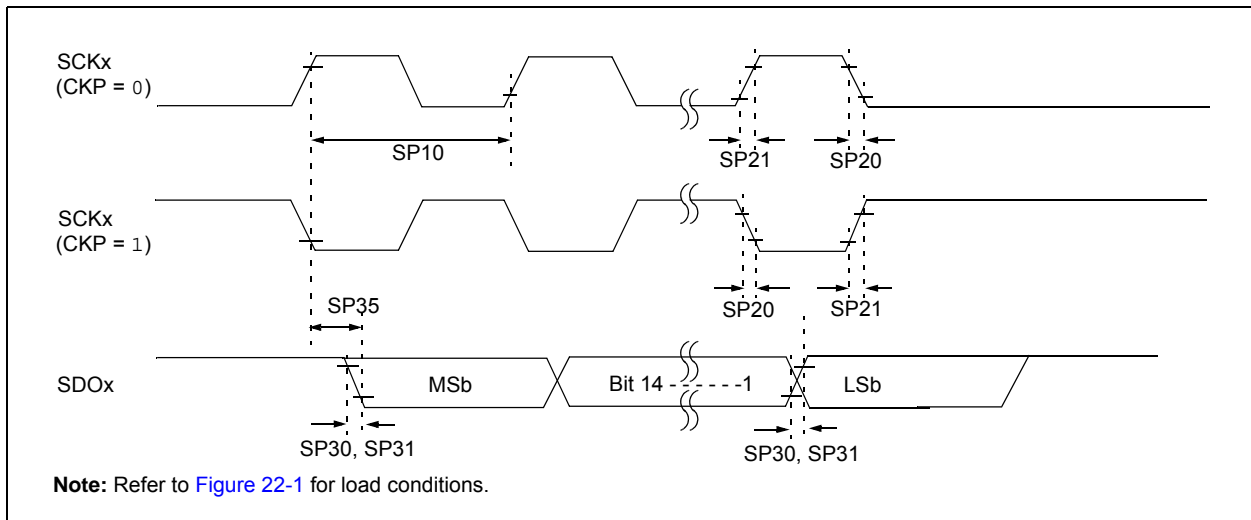 SCKx
(CKP = 0)
SP10
SP21
SP20
SCKx
(CKP = 1)
SP35
SP20
SP21
SDOx
MSb
Bit 14 - - - - - -1
LSb
SP30, SP31
SP30, SP31
Note: Refer to Figure 22-1 for load conditions.